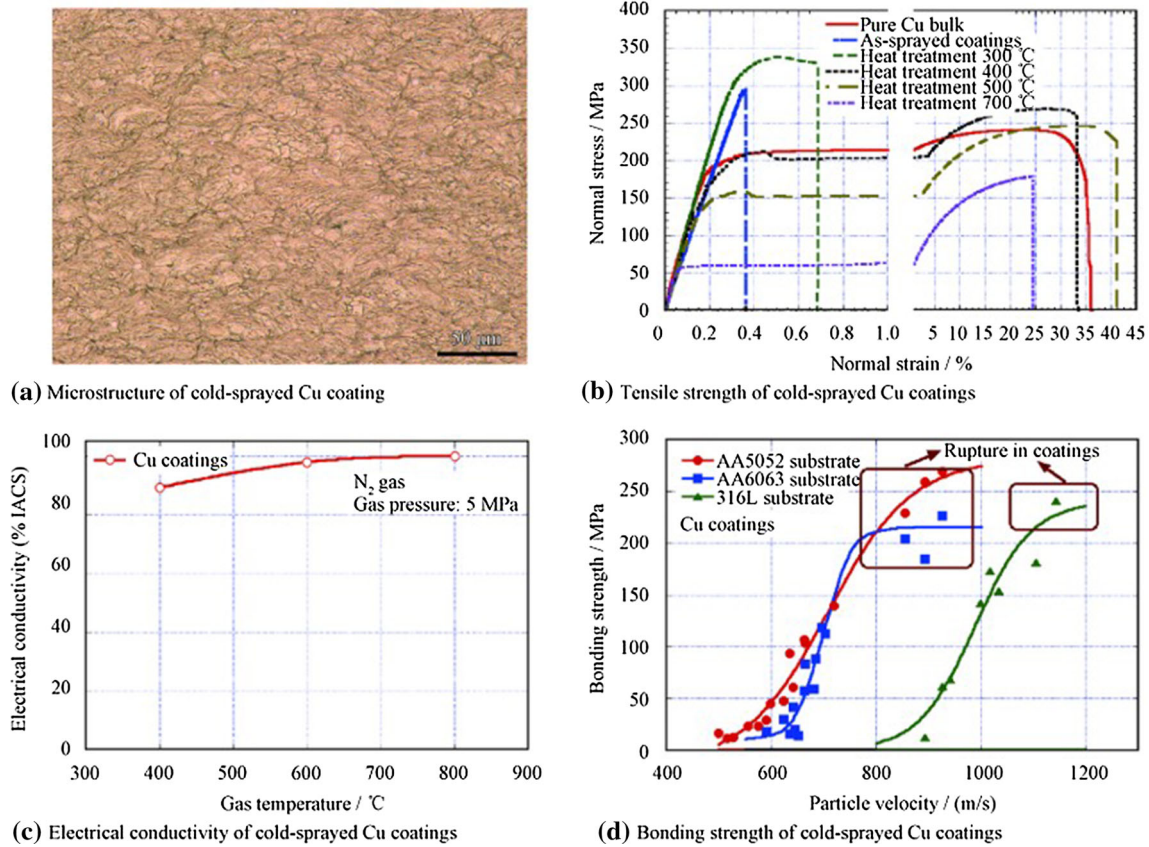 50 μm
(a) Microstructure of cold-sprayed Cu coating
400
350
300
250
200
150
100
50
0
Normal stress / MPa
Pure Cu bulk
As-sprayed coatings
Heat treatment 300 ℃
Heat treatment 400 ℃
Heat treatment 500 ℃
Heat treatment 700 ℃
0 0.2 0.4 0.6 0.8 1.0 5 10 15 20 25 30 35 40 45
Normal strain / %
(b) Tensile strength of cold-sprayed Cu coatings
100
80
60
40
20
0
Electrical conductivity (% IACS)
Cu coatings
N2 gas
Gas pressure: 5 MPa
300 400 500 600 700 800 900
Gas temperature / ℃
(c) Electrical conductivity of cold-sprayed Cu coatings
300
250
200
150
100
50
0
Bonding strength / MPa
AA5052 substrate
AA6063 substrate
316L substrate
Cu coatings
Rupture in coatings
400 600 800 1000 1200
Particle velocity / (m/s)
(d) Bonding strength of cold-sprayed Cu coatings